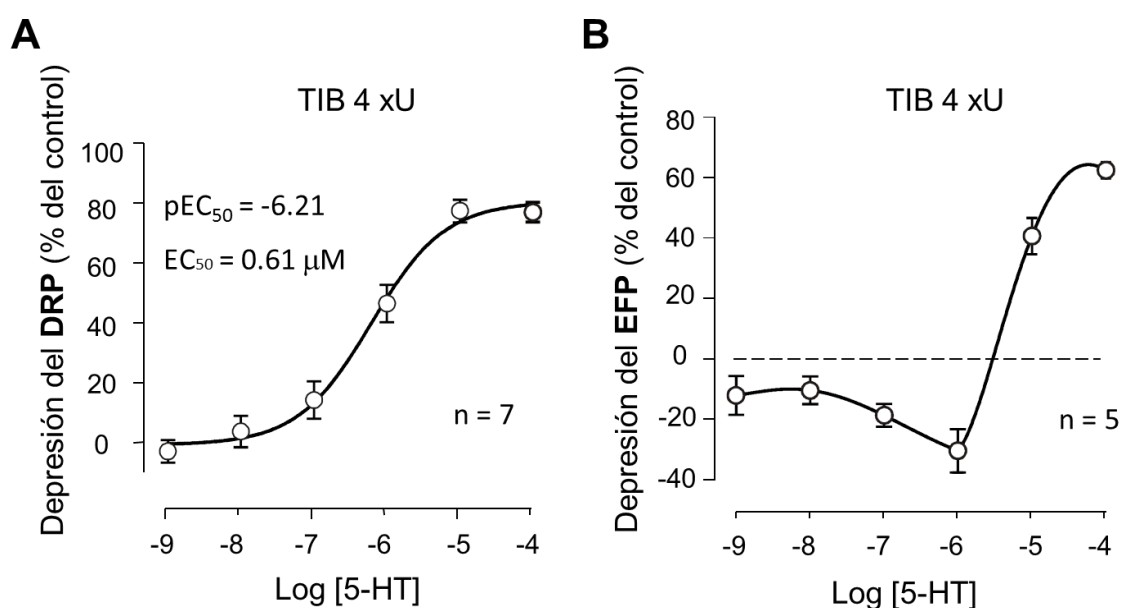 A
TIB 4 xU
Depresión del DRP (% del control)
100
80
60
40
20
0
pEC₅₀ = -6.21
EC₅₀ = 0.61 μM
n = 7
-9 -8 -7 -6 -5 -4
Log [5-HT]
B
TIB 4 xU
Depresión del EFP (% del control)
80
60
40
20
0
-20
-40
n = 5
-9 -8 -7 -6 -5 -4
Log [5-HT]